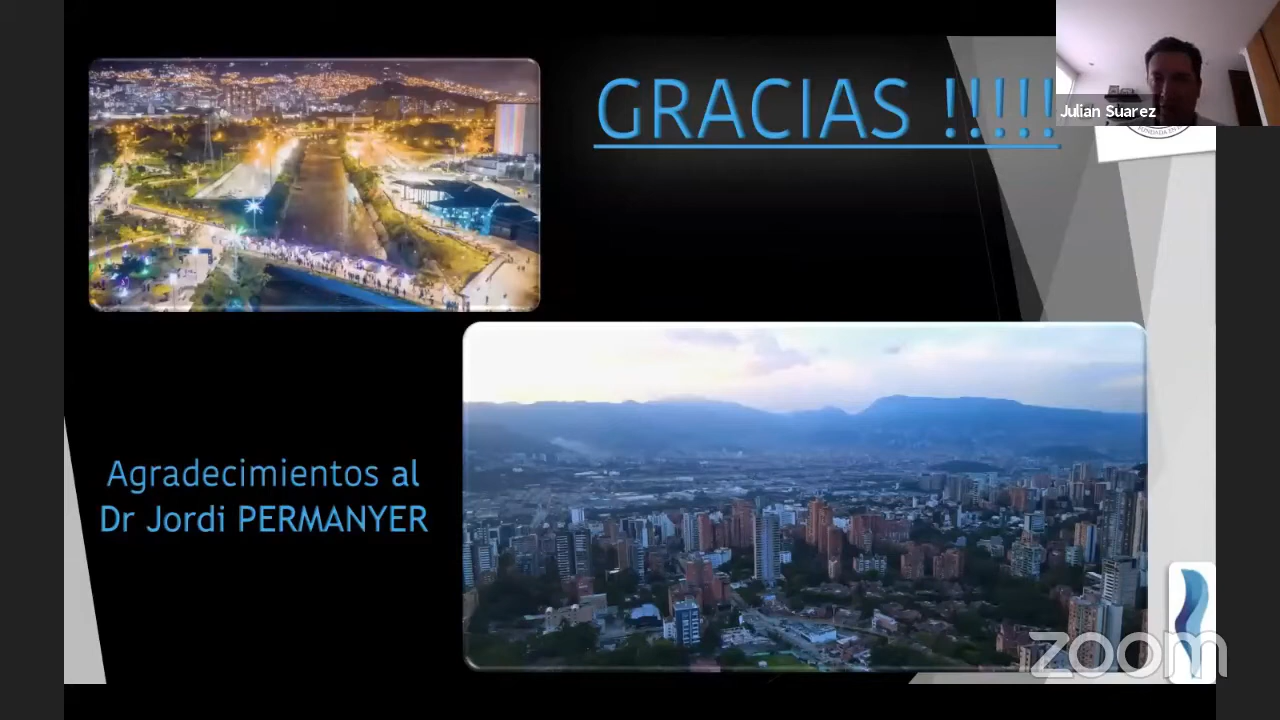 GRACIAS !!!!!
Julian Suarez
Agradecimientos al
Dr Jordi PERMANYER
zoom